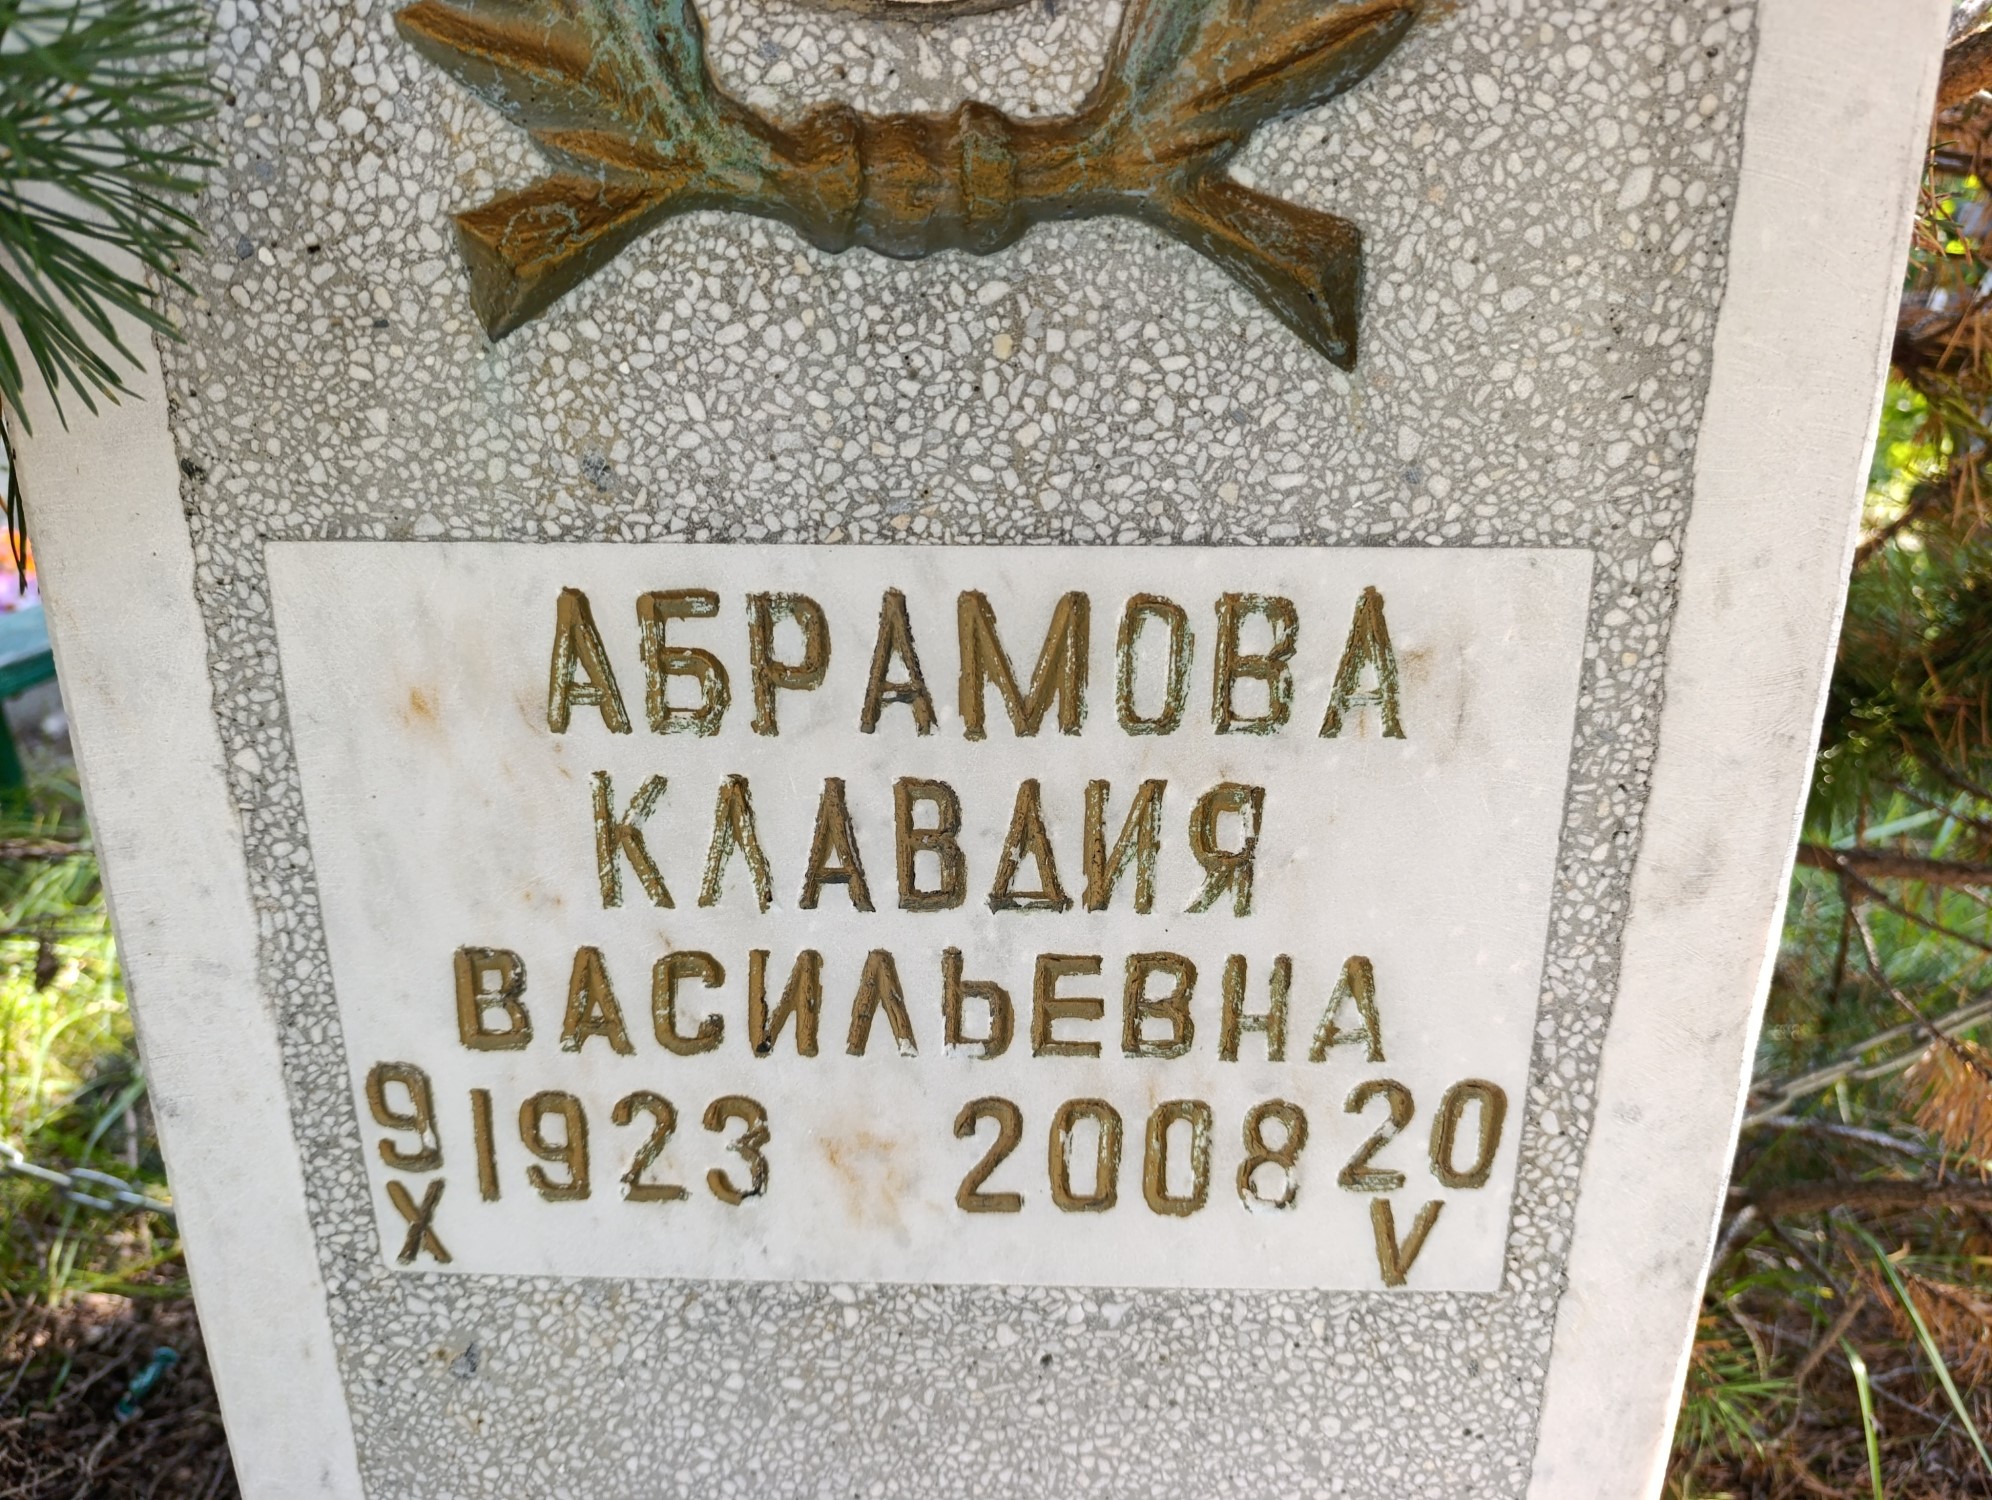 АБРАМОВА
КЛАВДИЯ
ВАСИЛЬЕВНА
9 X 1923 2008 20 V